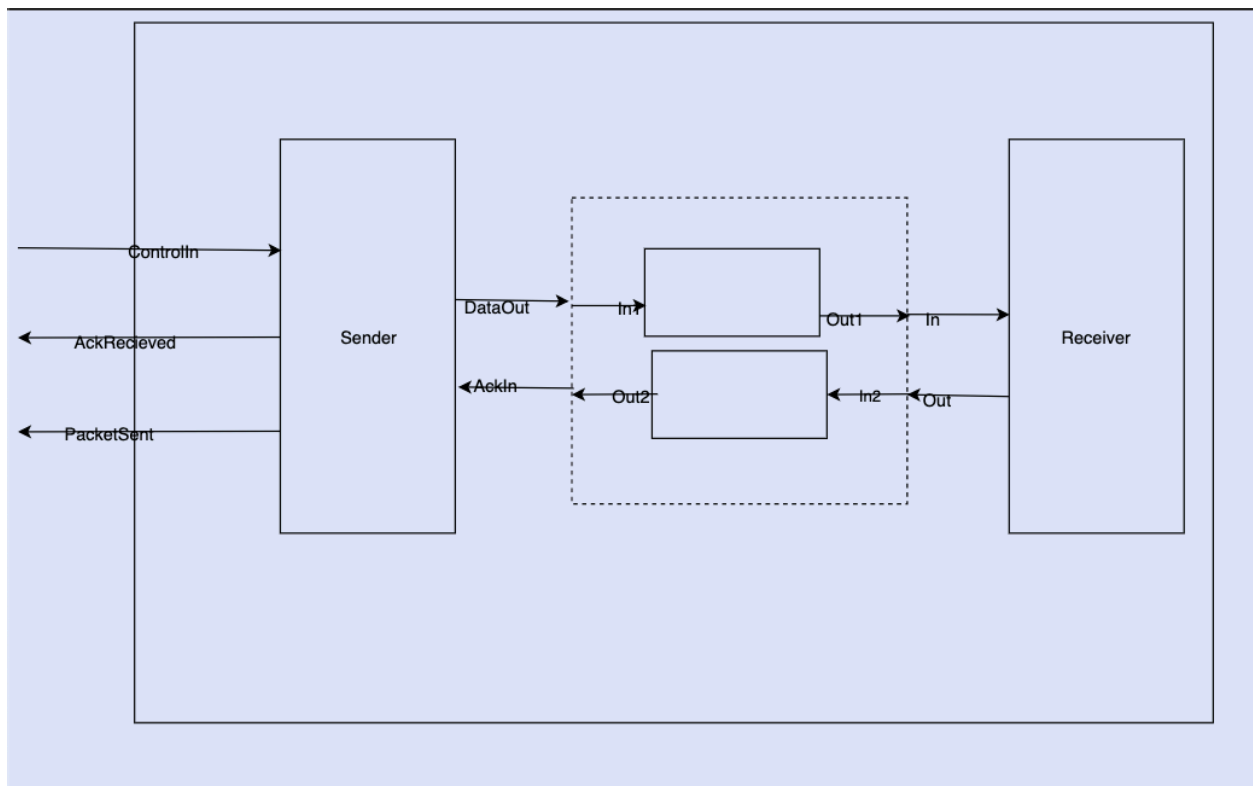 ControlIn
AckRecieved
PacketSent
Sender
DataOut
AckIn
In1
Out2
Out1
In2
In
Out
Receiver